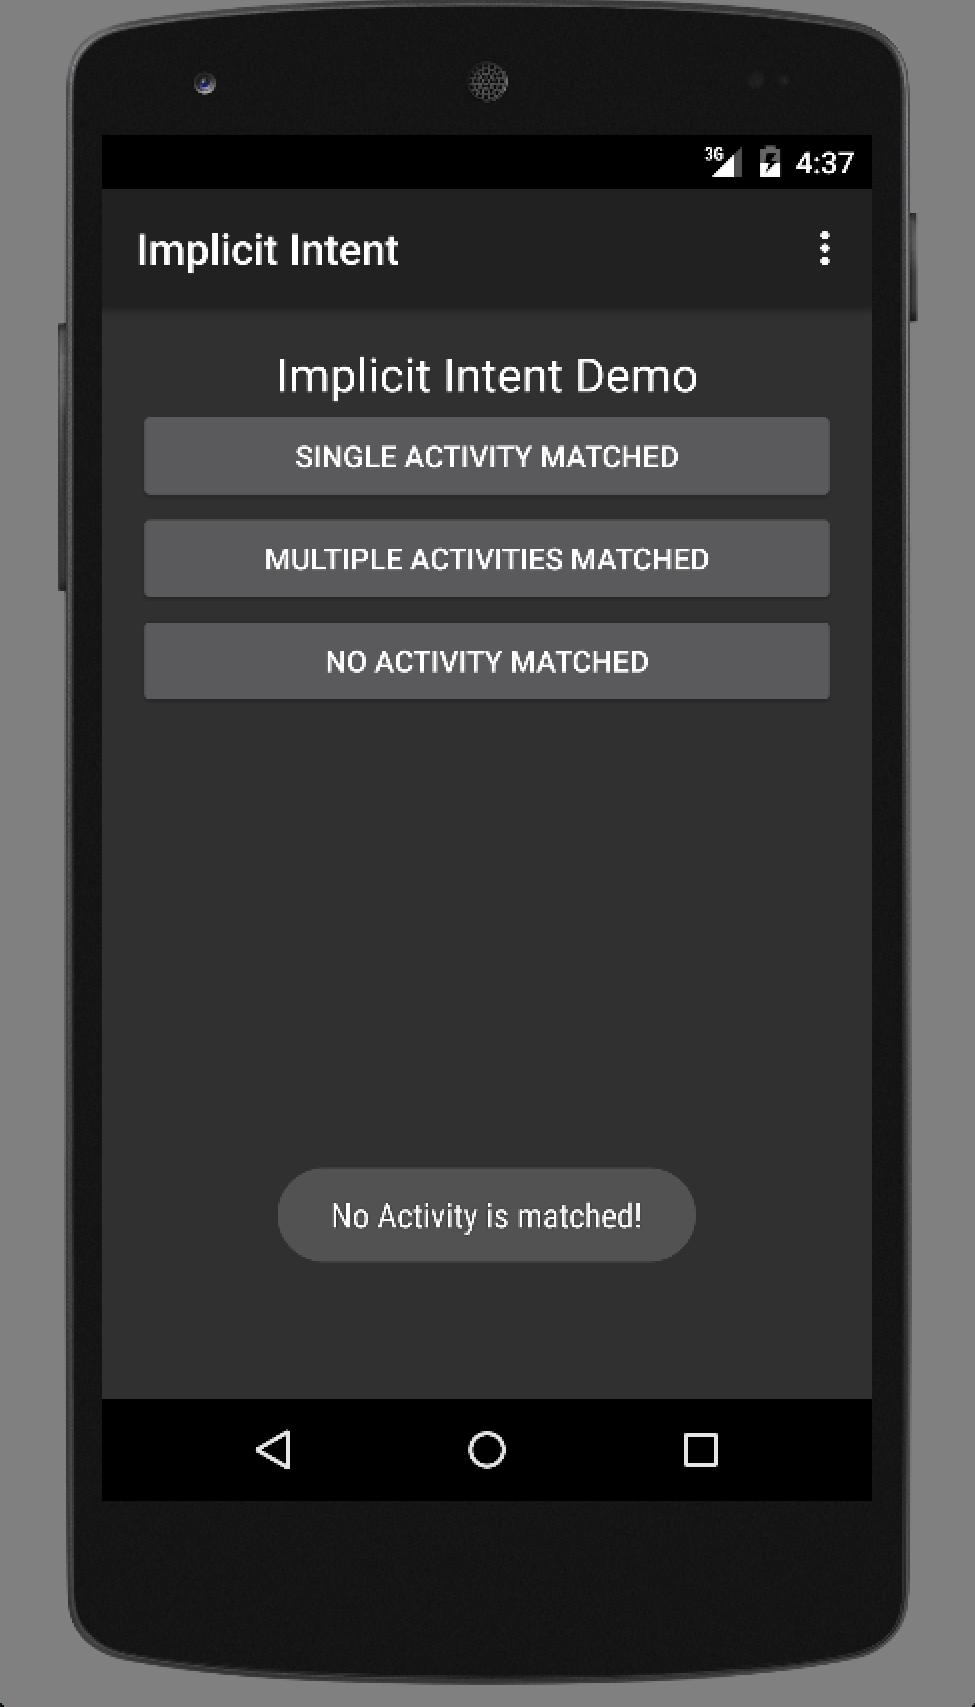 3G 4:37
Implicit Intent
Implicit Intent Demo
SINGLE ACTIVITY MATCHED
MULTIPLE ACTIVITIES MATCHED
NO ACTIVITY MATCHED
No Activity is matched!